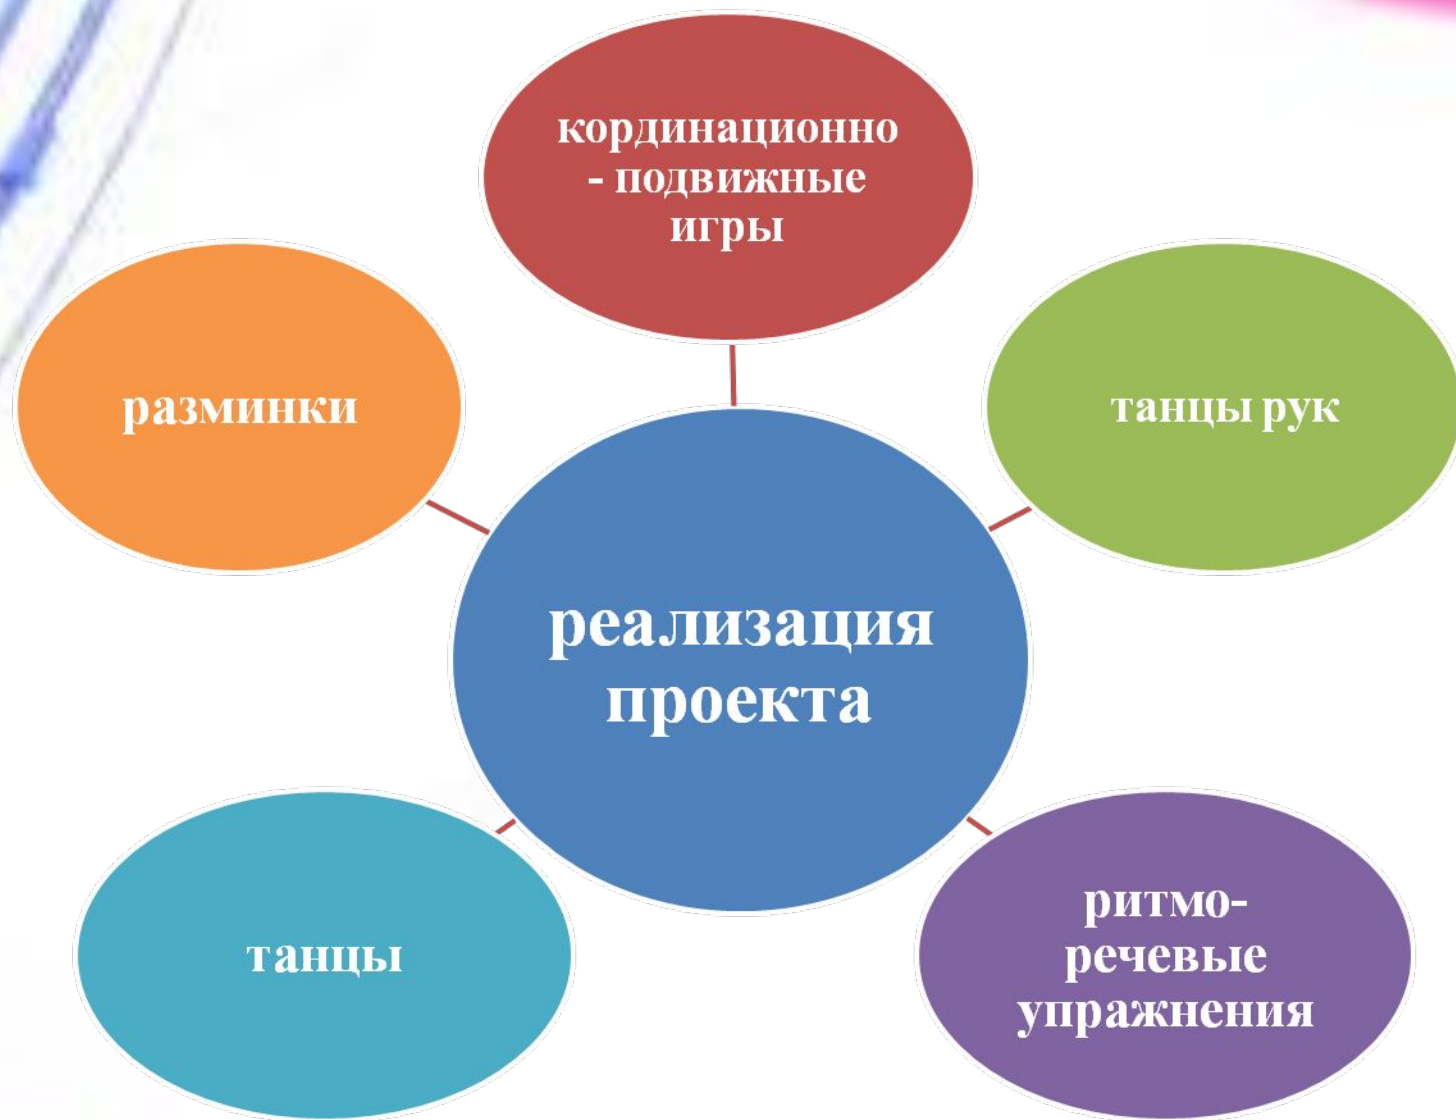 кординационно
- подвижные
игры
разминки
танцы рук
реализация
проекта
танцы
ритмо-
речевые
упражнения